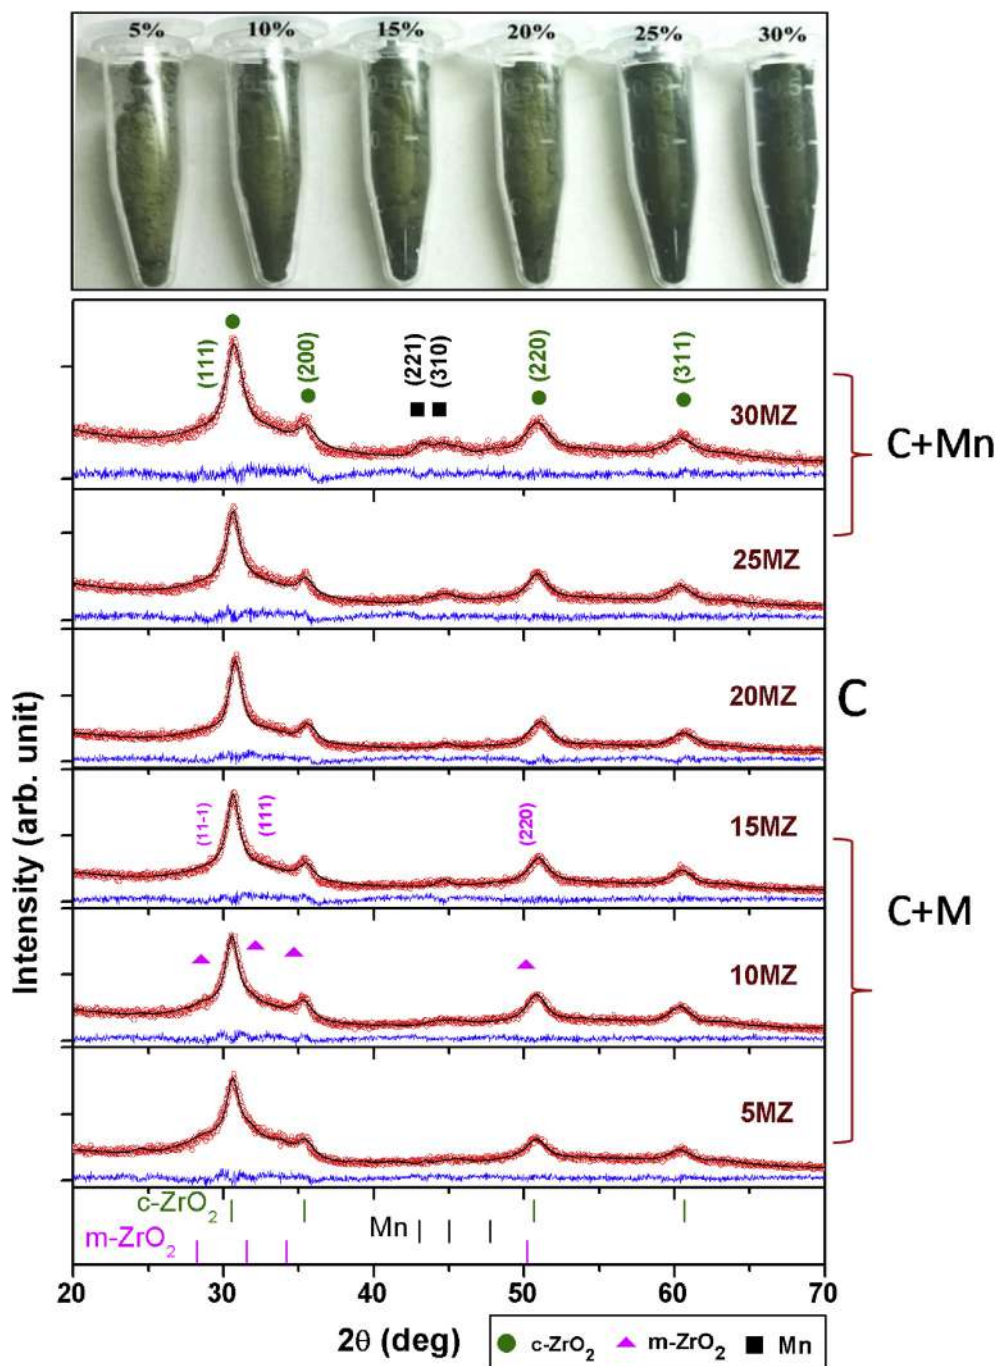 5% 10% 15% 20% 25% 30%
(111) (200) (221) (310) (220) (311)
30MZ
C+Mn
25MZ
20MZ
C
(11-1) (111) (220)
15MZ
C+M
10MZ
5MZ
Intensity (arb. unit)
c-ZrO₂
Mn
m-ZrO₂
20 30 40 50 60 70
2θ (deg)
c-ZrO₂ m-ZrO₂ Mn